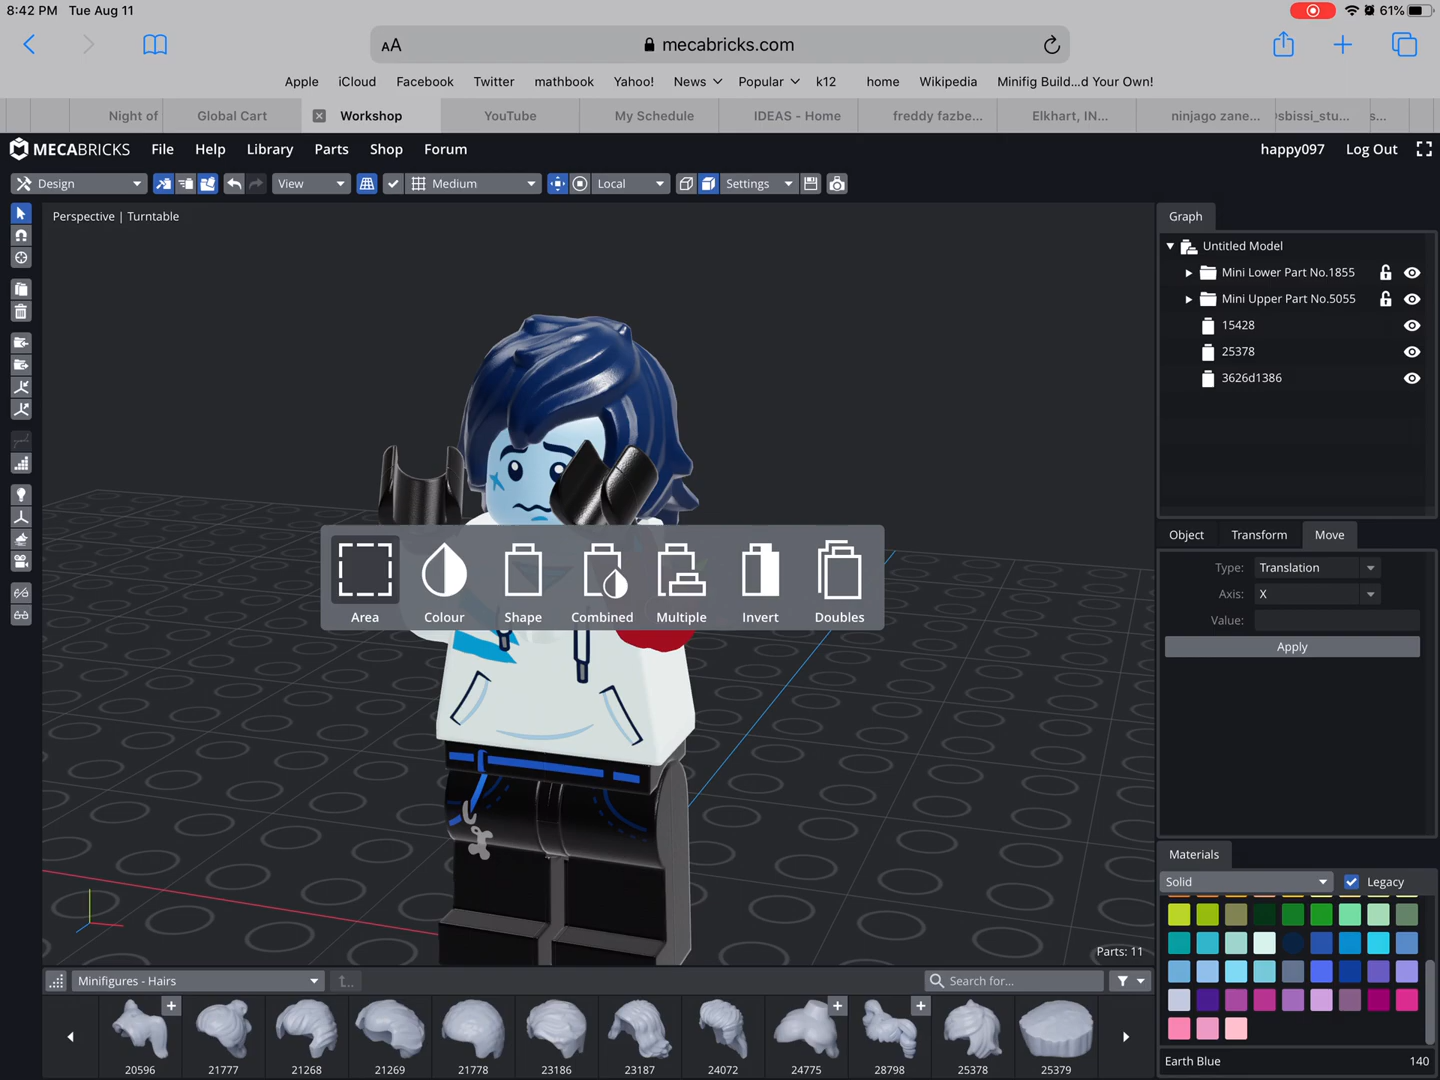 8:42 PM Tue Aug 11
61%
AA mecabricks.com
Apple iCloud Facebook Twitter mathbook Yahoo! News Popular k12 home Wikipedia Minifig Build...d Your Own!
Night of Global Cart Workshop YouTube My Schedule IDEAS - Home freddy fazbe... Elkhart, IN... ninjago zane... sbissi_stu... s...
MECABRICKS File Help Library Parts Shop Forum happy097 Log Out
Design View Medium Local Settings
Perspective | Turntable
Graph
Untitled Model
Mini Lower Part No.1855
Mini Upper Part No.5055
15428
25378
3626d1386
Object Transform Move
Type: Translation
Axis: X
Value:
Apply
Area Colour Shape Combined Multiple Invert Doubles
Materials
Solid Legacy
Parts: 11
Minifigures - Hairs Search for...
20596 21777 21268 21269 21778 23186 23187 24072 24775 28798 25378 25379
Earth Blue 140